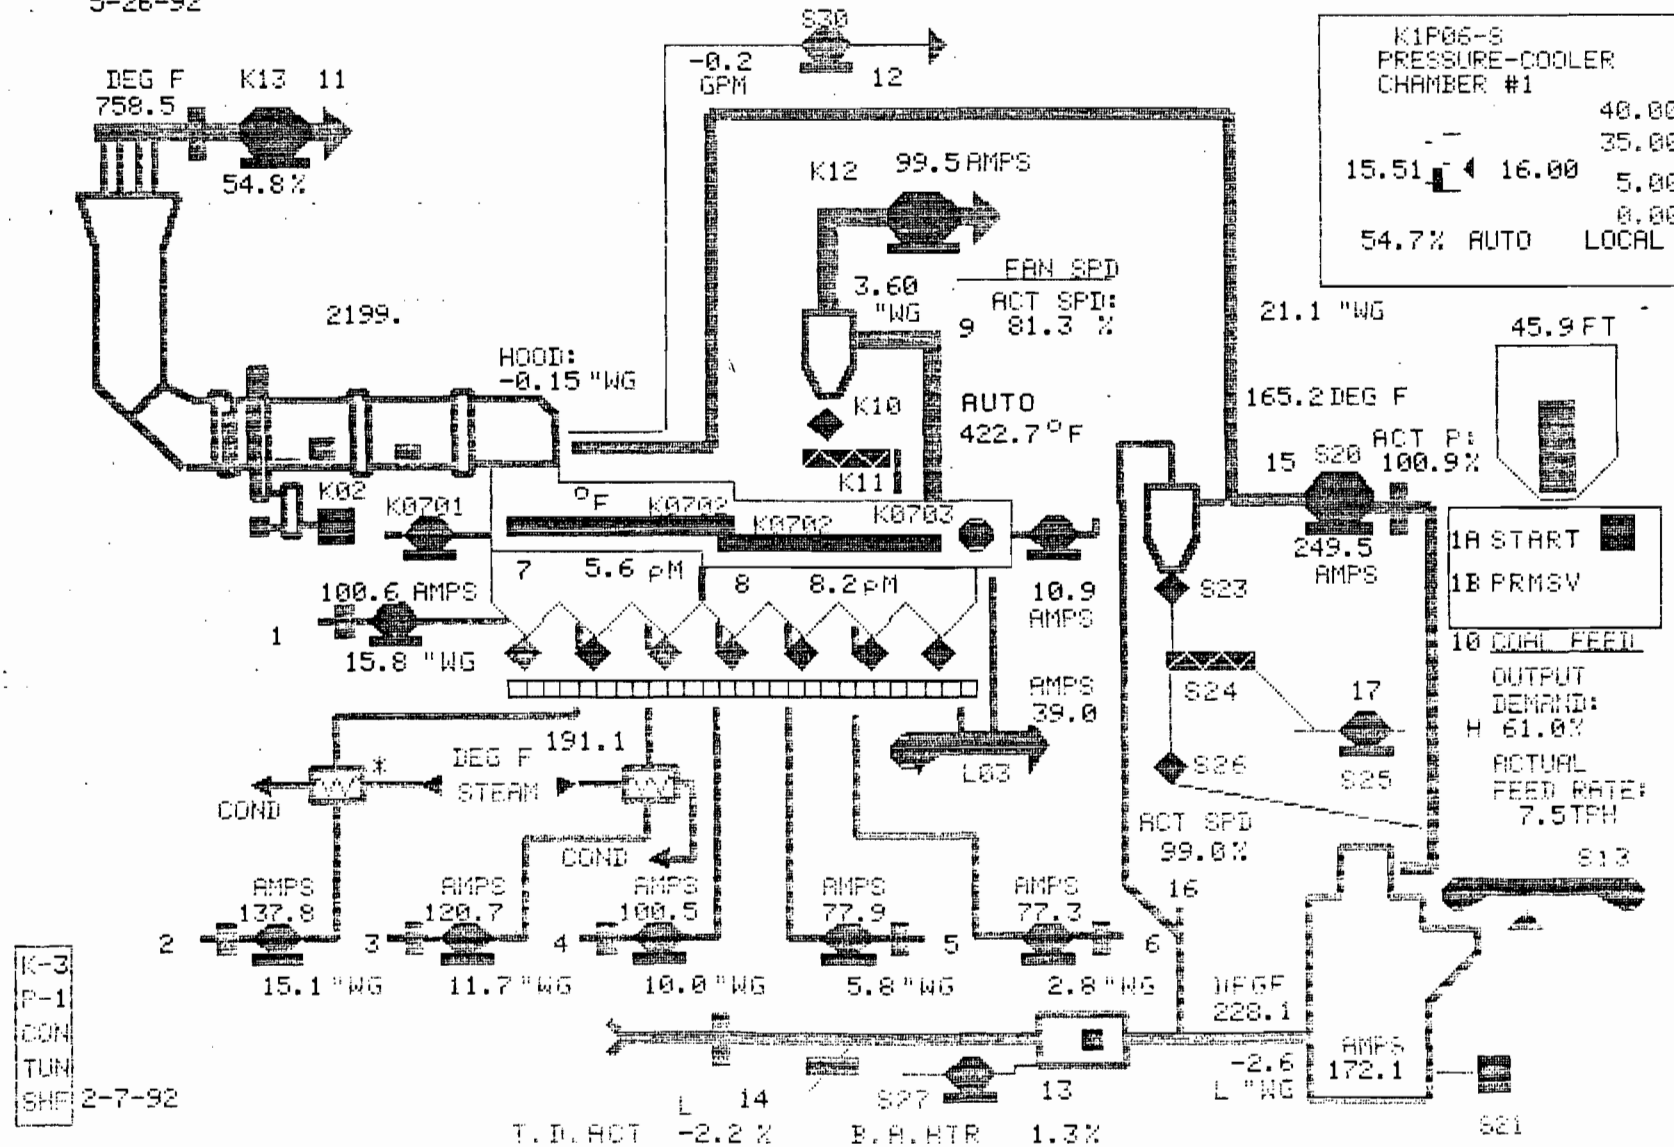 5-26-92
S30
-0.2
GPM
12
K1P06-S
PRESSURE-COOLER
CHAMBER #1
40.00
35.00
15.51
16.00
5.00
0.00
54.7% AUTO LOCAL
DEG F
758.5
K13
11
54.8%
K12
99.5 AMPS
3.60
"WG
FAN SPD
ACT SPD:
81.3 %
9
2199.
HOOD:
-0.15 "WG
21.1 "WG
45.9 FT
165.2 DEG F
K10
AUTO
422.7°F
K11
ACT P:
100.9%
15
S20
249.5
AMPS
K02
K0701
°F
K0702
K0702
K0703
1A START
1B PRMSV
7
5.6 pM
8
8.2 pM
10.9
AMPS
S23
100.6 AMPS
1
15.8 "WG
10 COAL FEED
OUTPUT
DEMAND:
H 61.0%
ACTUAL
FEED RATE:
7.5TPH
S24
17
S25
AMPS
39.0
L03
S26
191.1
DEG F
STEAM
*
COND
COND
ACT SPD
99.0%
16
S13
AMPS
137.8
2
15.1 "WG
AMPS
120.7
3
11.7 "WG
AMPS
100.5
4
10.0 "WG
77.9
AMPS
5
5.8 "WG
AMPS
77.3
6
2.8 "WG
228.1
-2.6
L "WG
AMPS
172.1
S21
K-3
P-1
CON
TUN
SHF
2-7-92
L
14
T.D.ACT
-2.2 %
S27
13
B.A.HTR
1.3%